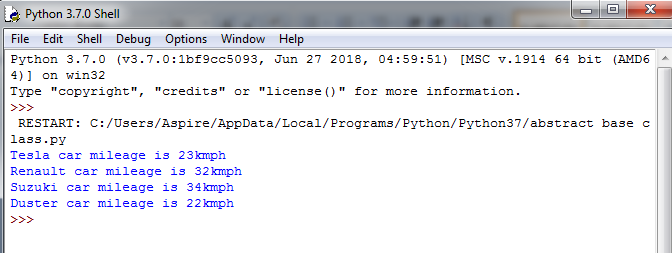 Python 3.7.0 Shell
File Edit Shell Debug Options Window Help
Python 3.7.0 (v3.7.0:1bf9cc5093, Jun 27 2018, 04:59:51) [MSC v.1914 64 bit (AMD6
4)] on win32
Type "copyright", "credits" or "license()" for more information.
>>>
RESTART: C:/Users/Aspire/AppData/Local/Programs/Python/Python37/abstract base c
lass.py
Tesla car mileage is 23kmph
Renault car mileage is 32kmph
Suzuki car mileage is 34kmph
Duster car mileage is 22kmph
>>>